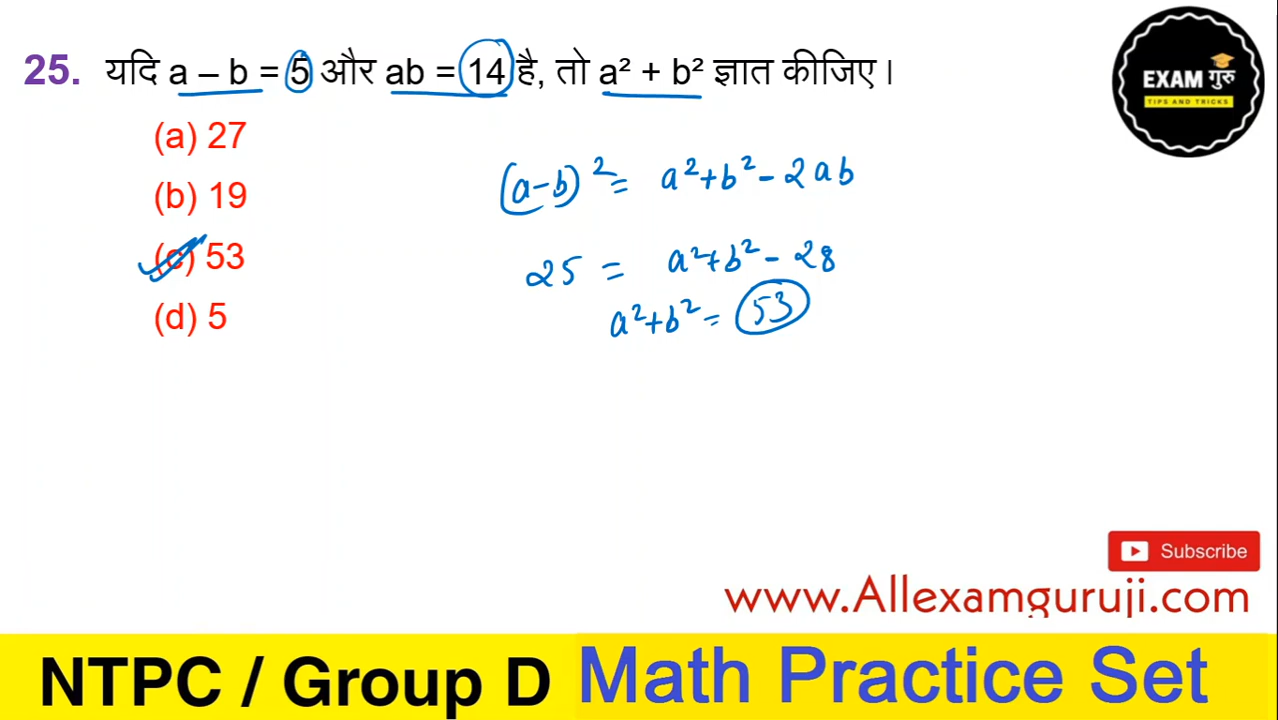 25. यदि a – b = 5 और ab = 14 है, तो a² + b² ज्ञात कीजिए।
(a) 27
(b) 19
(c) 53
(d) 5
(a-b)² = a²+b²-2ab
25 = a²+b²-28
a²+b² = 53
EXAM गुरु
TIPS AND TRICKS
Subscribe
www.Allexamguruji.com
NTPC / Group D Math Practice Set